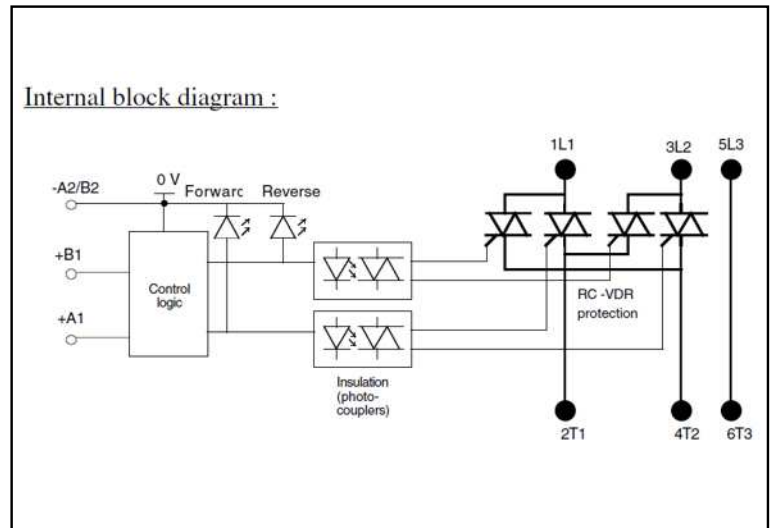 Internal block diagram :
1L1
3L2
5L3
-A2/B2
0 V
Forwarc
Reverse
+B1
Control
logic
RC -VDR
protection
+A1
Insulation
(photo-
couplers)
2T1
4T2
6T3